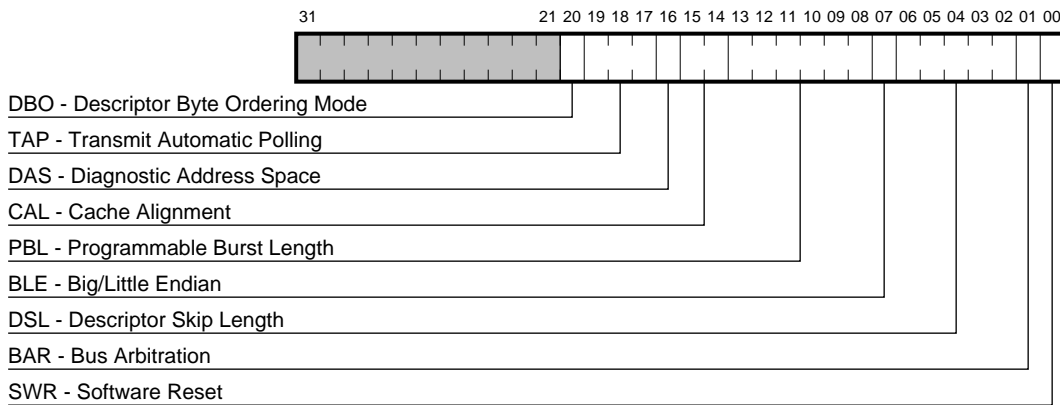 31 21 20 19 18 17 16 15 14 13 12 11 10 09 08 07 06 05 04 03 02 01 00
DBO - Descriptor Byte Ordering Mode
TAP - Transmit Automatic Polling
DAS - Diagnostic Address Space
CAL - Cache Alignment
PBL - Programmable Burst Length
BLE - Big/Little Endian
DSL - Descriptor Skip Length
BAR - Bus Arbitration
SWR - Software Reset